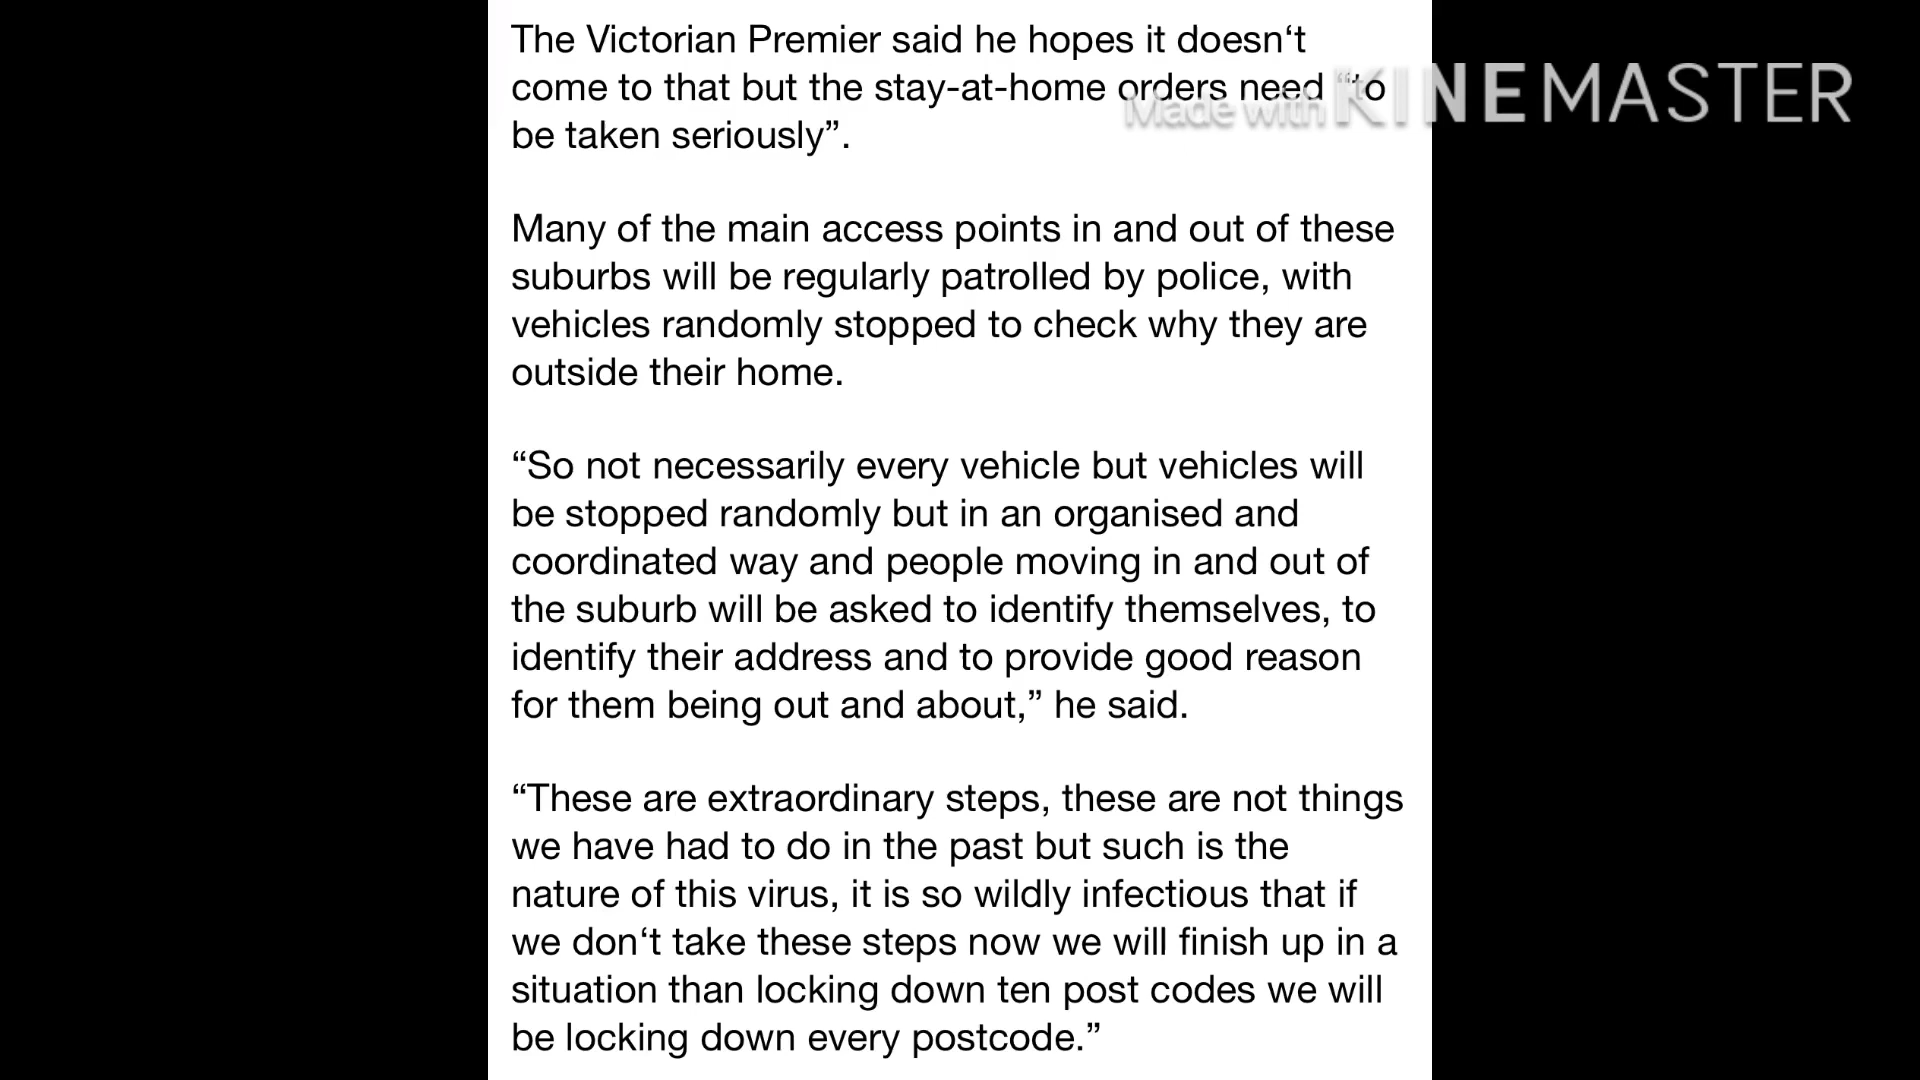 The Victorian Premier said he hopes it doesn‘t
come to that but the stay-at-home orders need “to
be taken seriously”.
Made with KINEMASTER
Many of the main access points in and out of these
suburbs will be regularly patrolled by police, with
vehicles randomly stopped to check why they are
outside their home.
“So not necessarily every vehicle but vehicles will
be stopped randomly but in an organised and
coordinated way and people moving in and out of
the suburb will be asked to identify themselves, to
identify their address and to provide good reason
for them being out and about,” he said.
“These are extraordinary steps, these are not things
we have had to do in the past but such is the
nature of this virus, it is so wildly infectious that if
we don‘t take these steps now we will finish up in a
situation than locking down ten post codes we will
be locking down every postcode.”